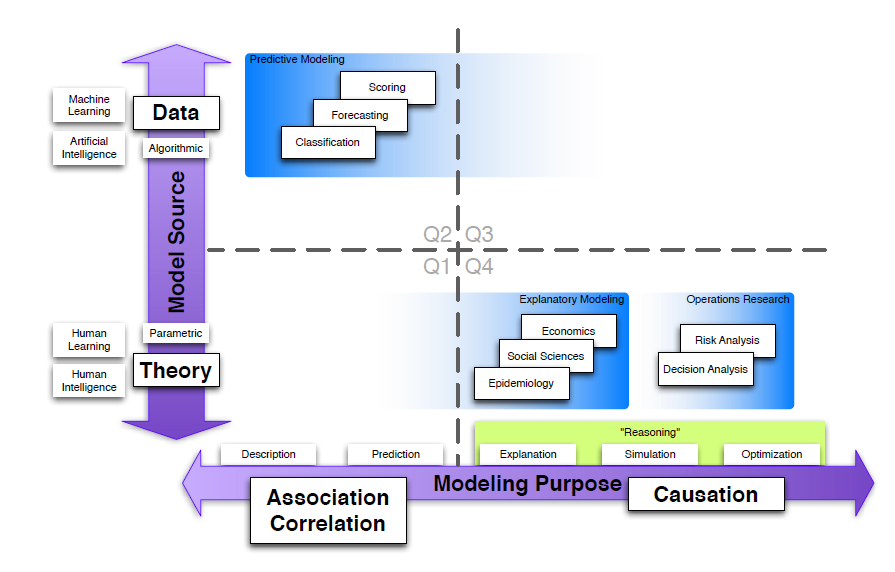 Predictive Modeling
Scoring
Forecasting
Classification
Machine
Learning
Data
Artificial
Intelligence
Algorithmic
Model Source
Q2 Q3
Q1 Q4
Explanatory Modeling
Operations Research
Economics
Social Sciences
Epidemiology
Risk Analysis
Decision Analysis
Human
Learning
Parametric
Theory
Human
Intelligence
"Reasoning"
Description
Prediction
Explanation
Simulation
Optimization
Modeling Purpose
Association
Correlation
Causation